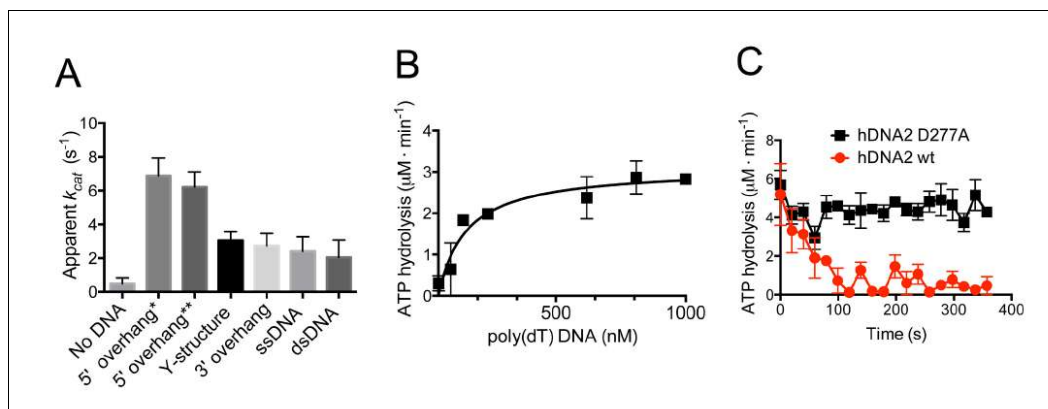 A
Apparent kcat (s⁻¹)
10
8
6
4
2
0
No DNA
5' overhang*
5' overhang**
Y-structure
3' overhang
ssDNA
dsDNA
B
ATP hydrolysis (µM · min⁻¹)
4
3
2
1
0
500
1000
poly(dT) DNA (nM)
C
ATP hydrolysis (µM · min⁻¹)
8
6
4
2
0
hDNA2 D277A
hDNA2 wt
0
100
200
300
400
Time (s)